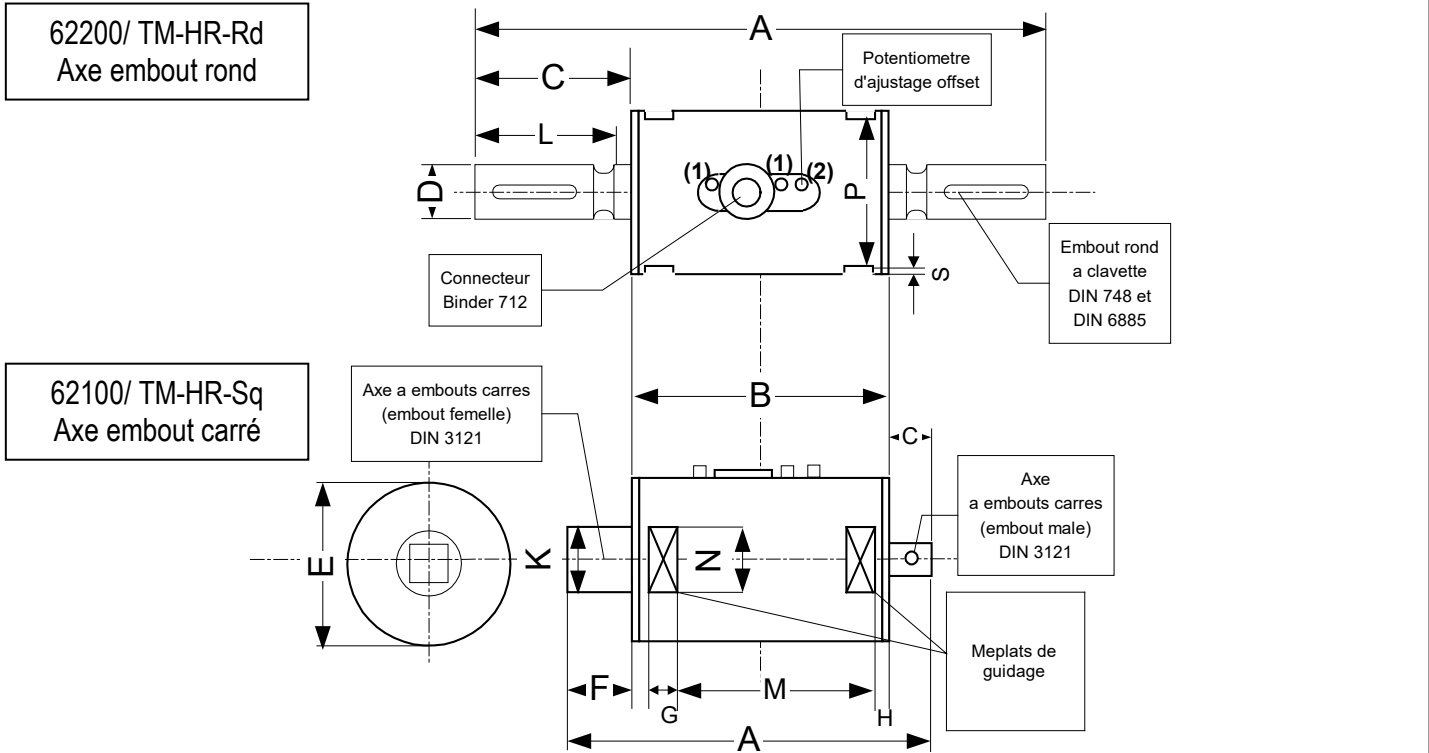 62200/ TM-HR-Rd
Axe embout rond
A
Potentiometre
d'ajustage offset
C
L
(1)
(1)
(2)
D
P
S
Connecteur
Binder 712
Embout rond
a clavette
DIN 748 et
DIN 6885
62100/ TM-HR-Sq
Axe embout carré
Axe a embouts carres
(embout femelle)
DIN 3121
B
C
Axe
a embouts carres
(embout male)
DIN 3121
E
K
N
Meplats de
guidage
F
G
M
H
A